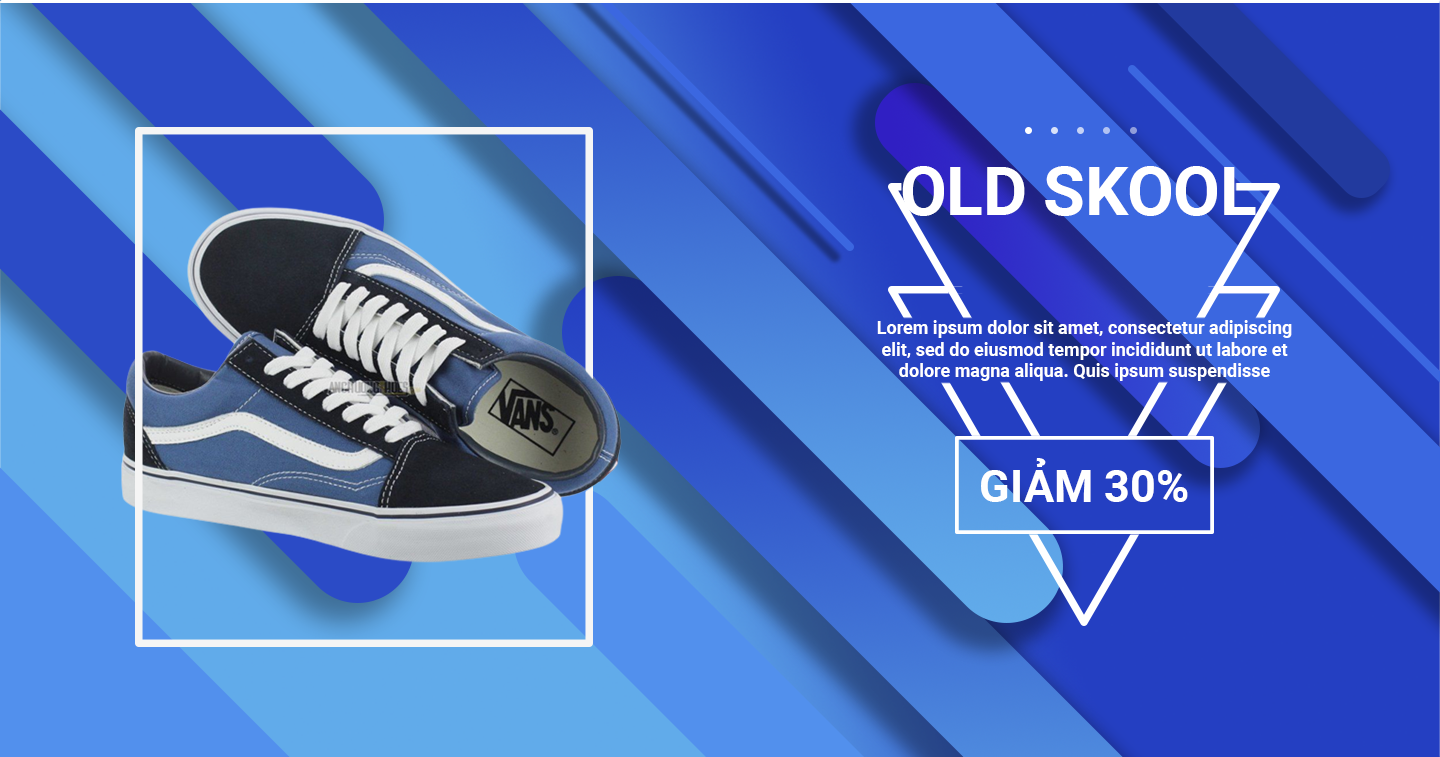 OLD SKOOL
VANS
Lorem ipsum dolor sit amet, consectetur adipiscing
elit, sed do eiusmod tempor incididunt ut labore et
dolore magna aliqua. Quis ipsum suspendisse
GIẢM 30%